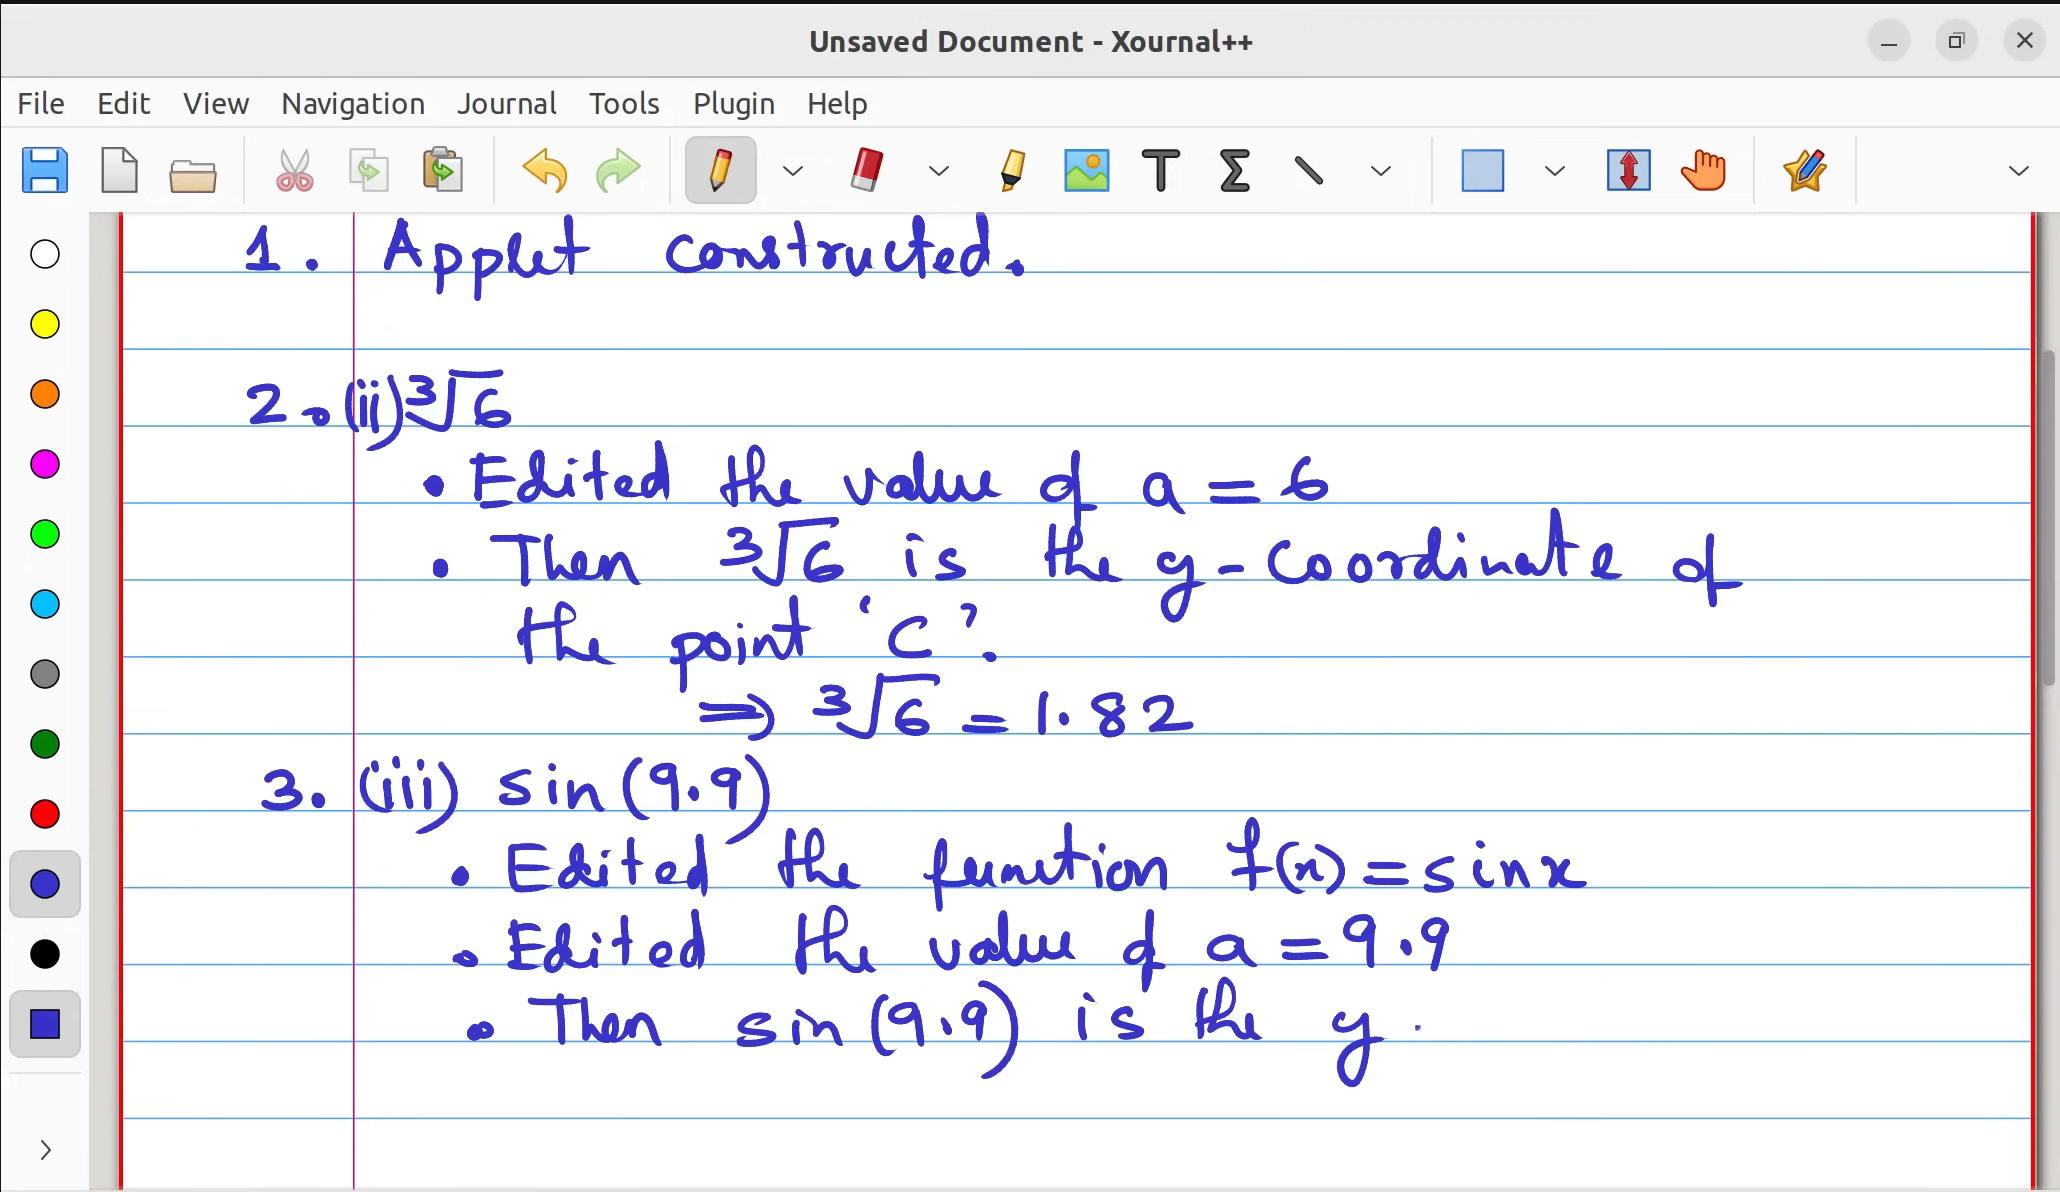 Unsaved Document - Xournal++
File Edit View Navigation Journal Tools Plugin Help
1. Applet constructed.
2. (ii) ³√6
• Edited the value of a = 6
• Then ³√6 is the y-coordinate of
the point 'C'.
⇒ ³√6 = 1.82
3. (iii) sin(9.9)
• Edited the function f(x) = sinx
• Edited the value of a = 9.9
• Then sin(9.9) is the y